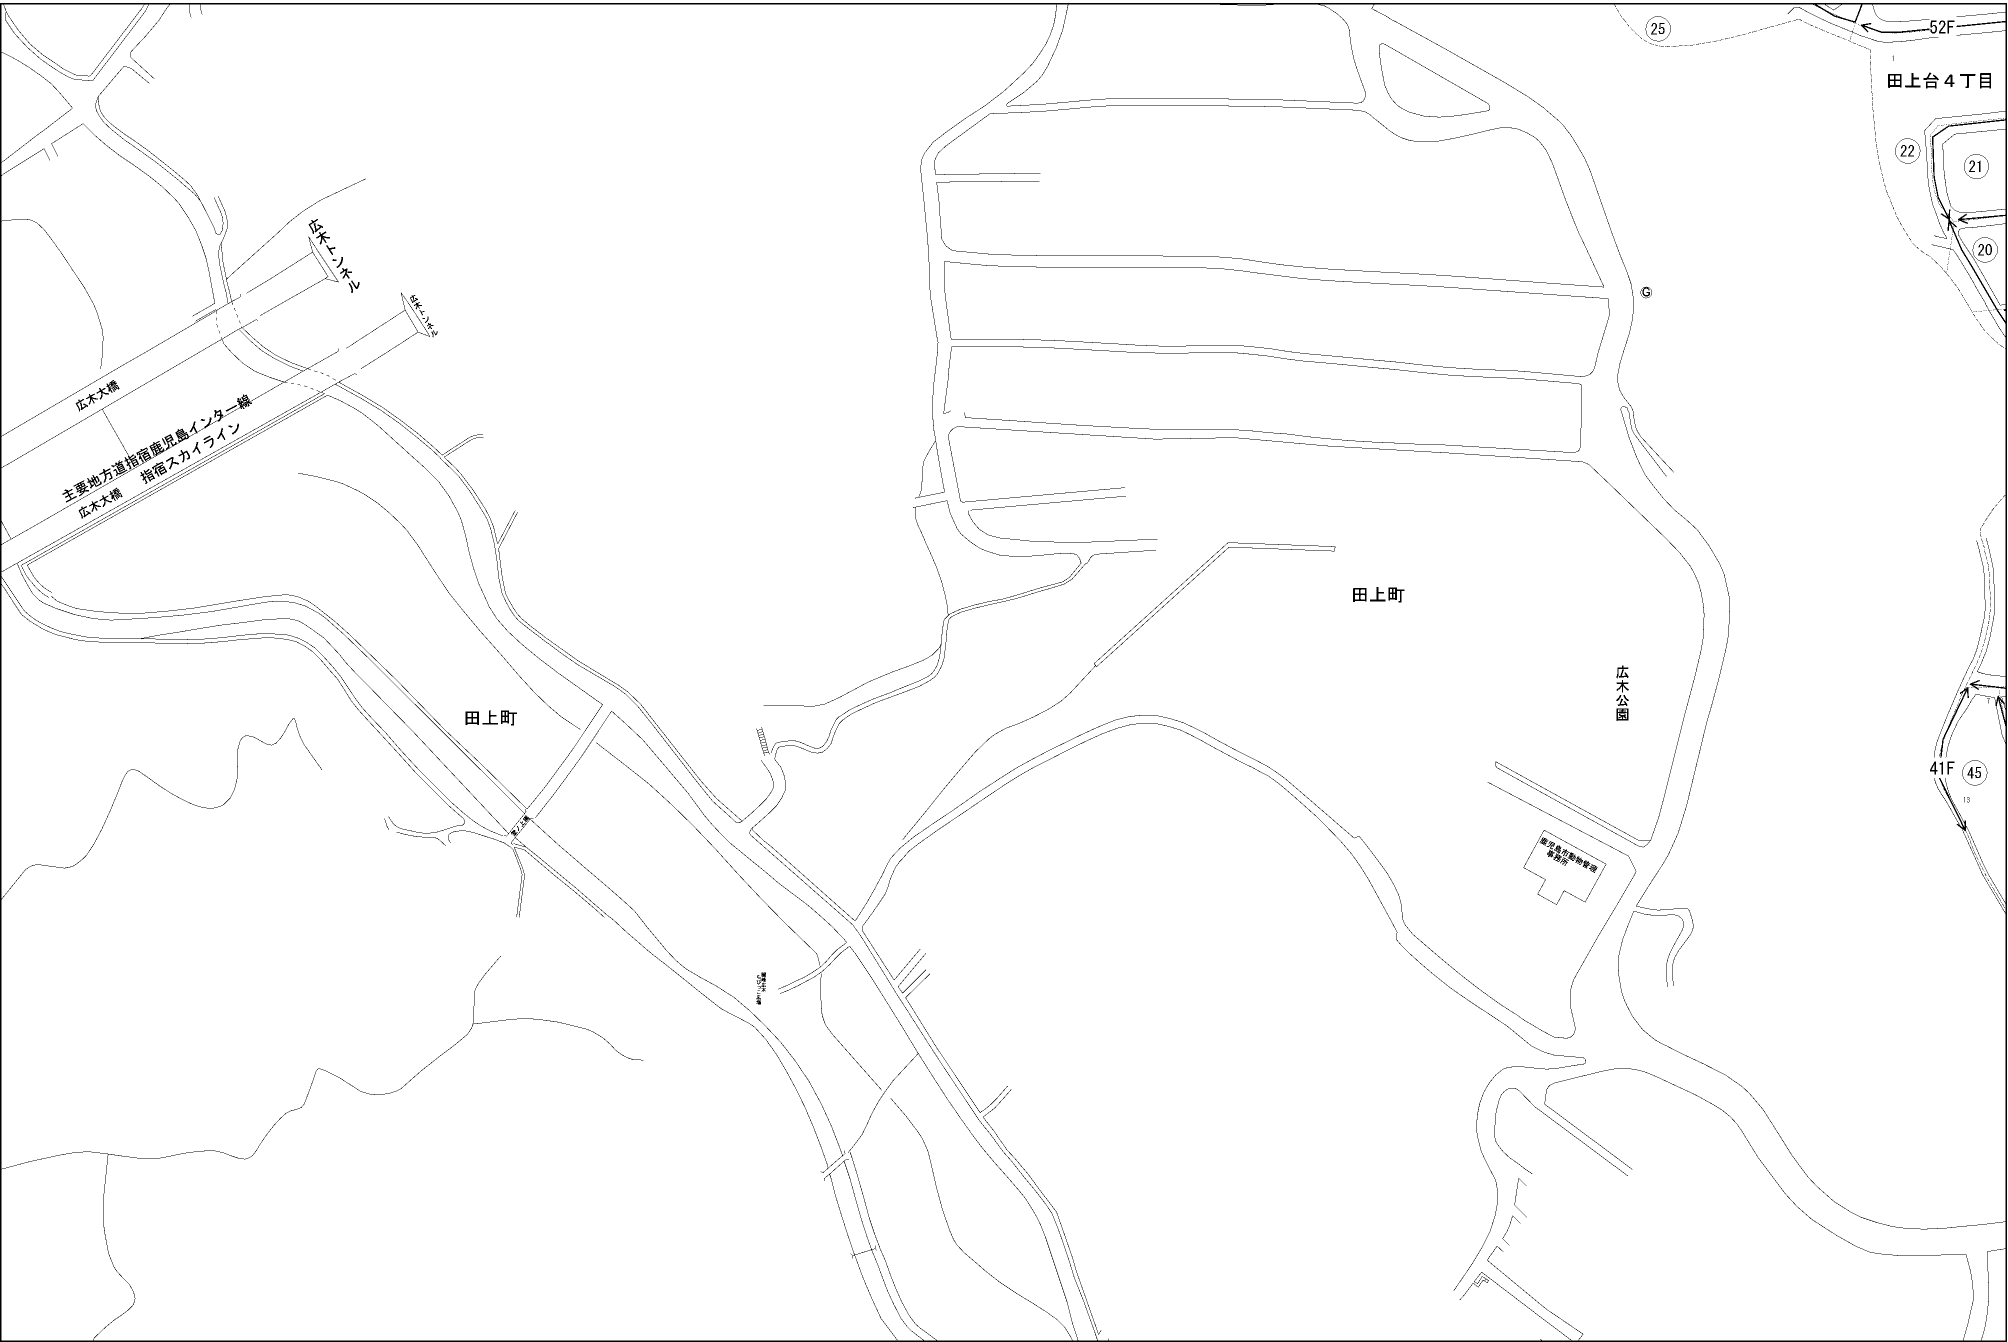 25
52F
1
田上台４丁目
22
21
20
広木トンネル
広木トンネル
G
広木大橋
主要地方道指宿鹿児島インター線
指宿スカイライン
広木大橋
田上町
広木公園
田上町
7
41F
45
13
鹿児島市動物管理
事務所